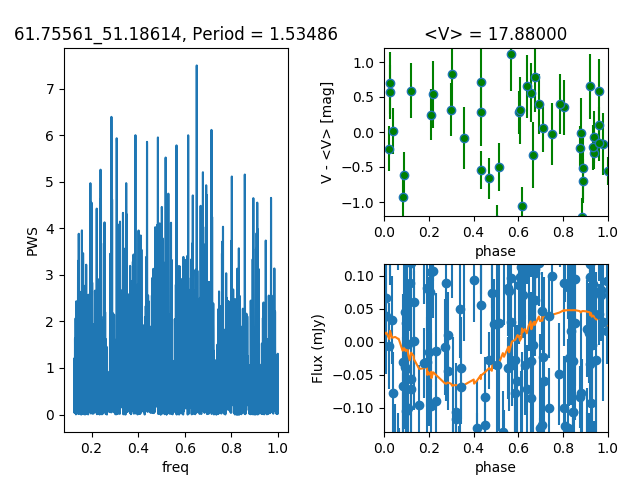 61.75561_51.18614, Period = 1.53486
PWS
7
6
5
4
3
2
1
0
0.2 0.4 0.6 0.8 1.0
freq
<V> = 17.88000
V - <V> [mag]
1.0
0.5
0.0
−0.5
−1.0
0.0 0.2 0.4 0.6 0.8 1.0
phase
Flux (mJy)
0.10
0.05
0.00
−0.05
−0.10
0.0 0.2 0.4 0.6 0.8 1.0
phase